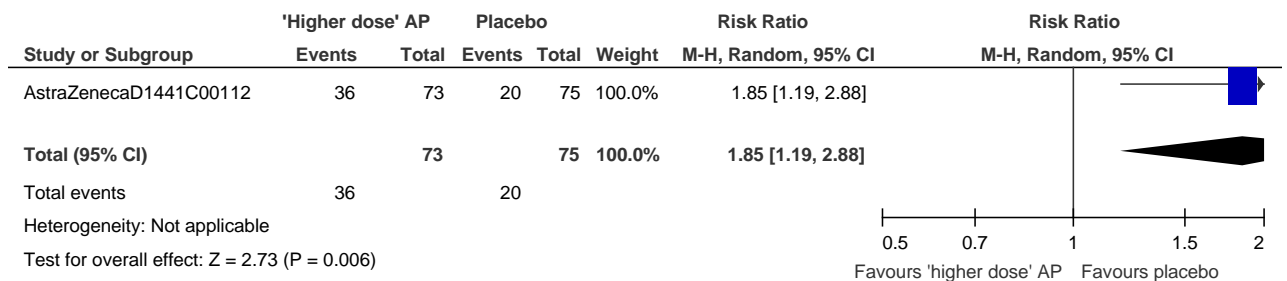 'Higher dose' AP Placebo Risk Ratio Risk Ratio
Study or Subgroup Events Total Events Total Weight M-H, Random, 95% CI M-H, Random, 95% CI
AstraZenecaD1441C00112 36 73 20 75 100.0% 1.85 [1.19, 2.88]
Total (95% CI) 73 75 100.0% 1.85 [1.19, 2.88]
Total events 36 20
Heterogeneity: Not applicable
Test for overall effect: Z = 2.73 (P = 0.006)
0.5 0.7 1 1.5 2
Favours 'higher dose' AP Favours placebo